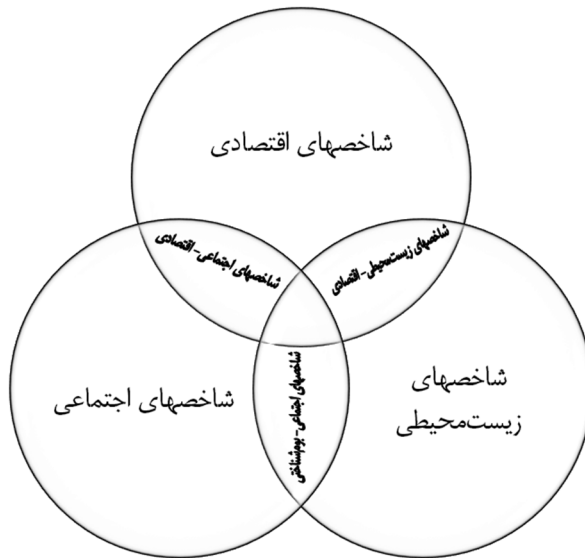 شاخصهای اقتصادی
شاخصهای زیست‌محیطی - اقتصادی
شاخصهای اجتماعی - اقتصادی
شاخصهای اجتماعی - بوم‌شناختی
شاخصهای
زیست‌محیطی
شاخصهای اجتماعی